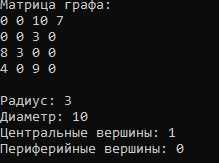 Матрица графа:
0 0 10 7
0 0 3 0
8 3 0 0
4 0 9 0
Радиус: 3
Диаметр: 10
Центральные вершины: 1
Периферийные вершины: 0